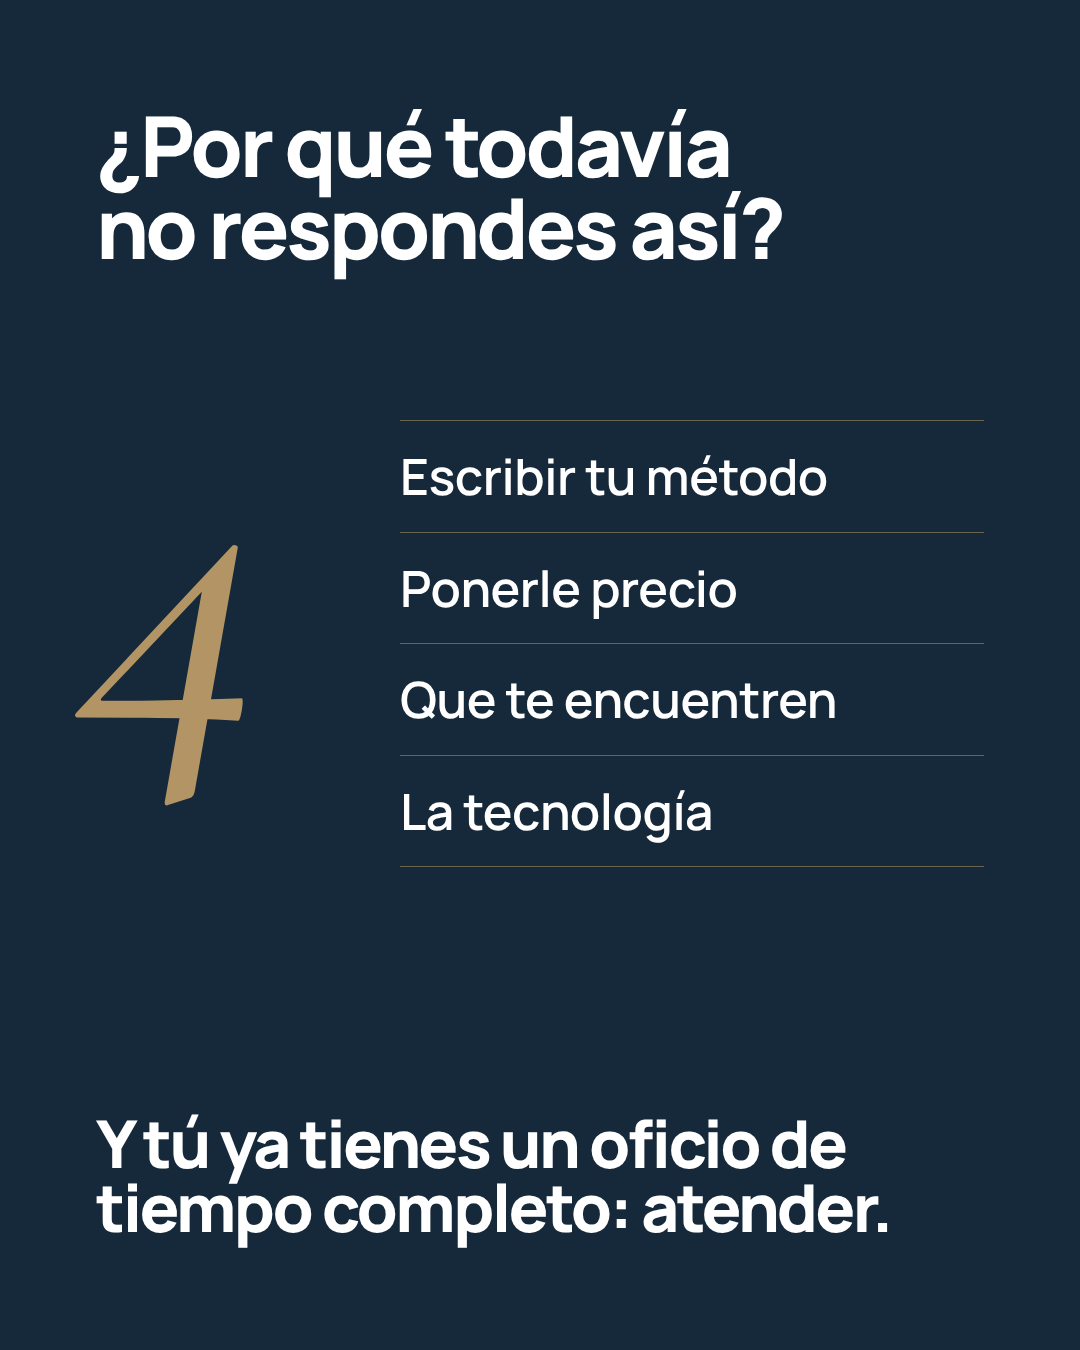 ¿Por qué todavía
no respondes así?
4
Escribir tu método
Ponerle precio
Que te encuentren
La tecnología
Y tú ya tienes un oficio de
tiempo completo: atender.